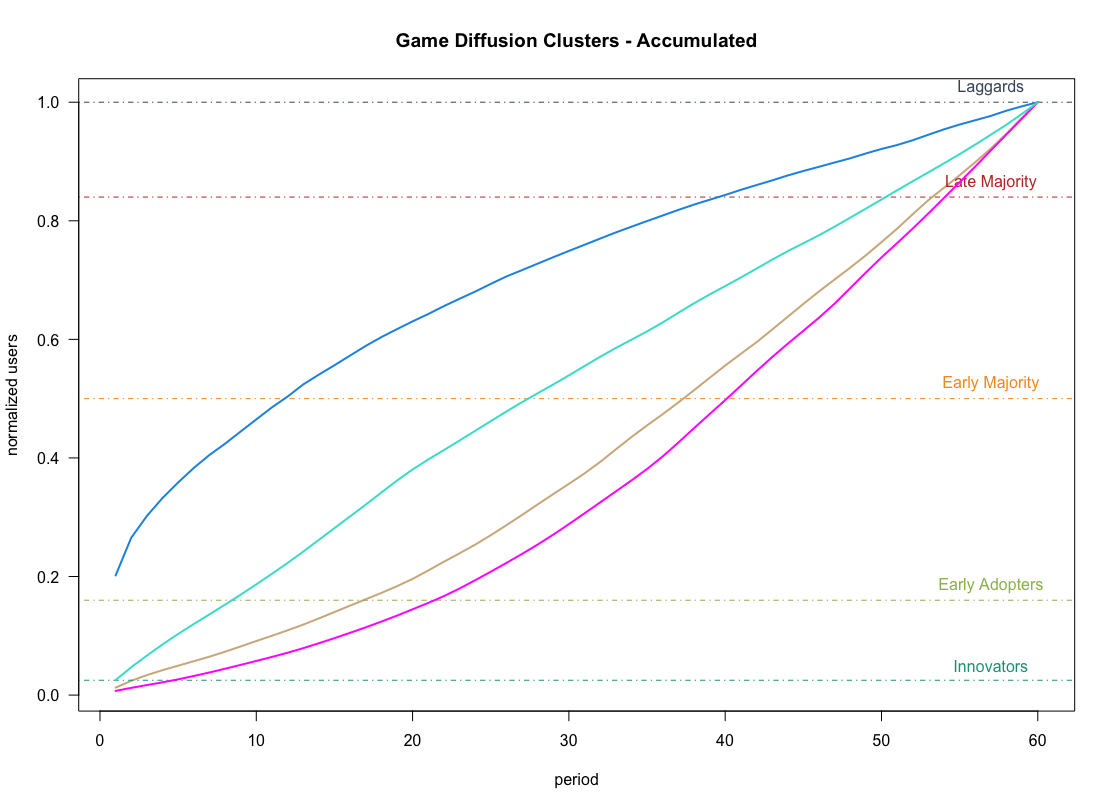 Game Diffusion Clusters - Accumulated
Laggards
1.0
Late Majority
0.8
0.6
normalized users
Early Majority
0.4
0.2
Early Adopters
Innovators
0.0
0 10 20 30 40 50 60
period